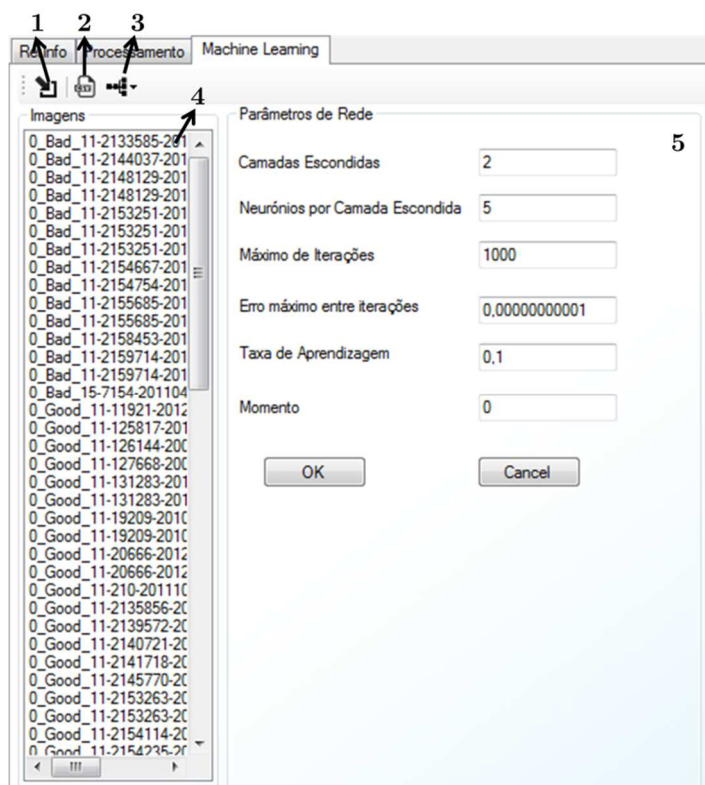 1 2 3
Processamento Machine Learning
4
Imagens
0_Bad_11-2133585-201
0_Bad_11-2144037-201
0_Bad_11-2148129-201
0_Bad_11-2148129-201
0_Bad_11-2153251-201
0_Bad_11-2153251-201
0_Bad_11-2153251-201
0_Bad_11-2154667-201
0_Bad_11-2154754-201
0_Bad_11-2155685-201
0_Bad_11-2155685-201
0_Bad_11-2158453-201
0_Bad_11-2159714-201
0_Bad_11-2159714-201
0_Bad_15-7154-201104
0_Good_11-11921-2012
0_Good_11-125817-201
0_Good_11-126144-200
0_Good_11-127668-200
0_Good_11-131283-201
0_Good_11-131283-201
0_Good_11-19209-2010
0_Good_11-19209-2010
0_Good_11-20666-2012
0_Good_11-20666-2012
0_Good_11-210-201110
0_Good_11-2135856-20
0_Good_11-2139572-20
0_Good_11-2140721-20
0_Good_11-2141718-20
0_Good_11-2145770-20
0_Good_11-2153263-20
0_Good_11-2153263-20
0_Good_11-2154114-20
0_Good_11-2154235-20
Parâmetros de Rede
5
Camadas Escondidas 2
Neurónios por Camada Escondida 5
Máximo de Iterações 1000
Erro máximo entre iterações 0,00000000001
Taxa de Aprendizagem 0,1
Momento 0
OK Cancel